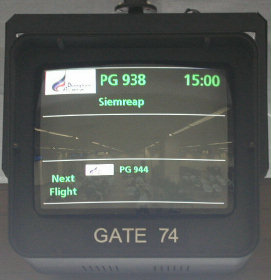 PG 938 15:00
Siemreap
Next Flight PG 944
GATE 74